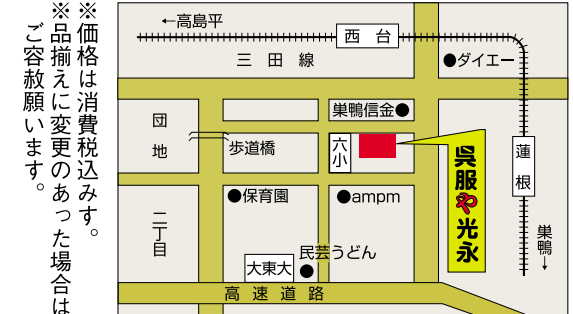 ※価格は消費税込みす。
※品揃えに変更のあった場合は
ご容赦願います。
←高島平
西台
三田線
●ダイエー
巣鴨信金●
団地
歩道橋
六小
蓮根
呉服や光永
●保育園
●ampm
二丁目
巣鴨→
民芸うどん
大東大
高速道路